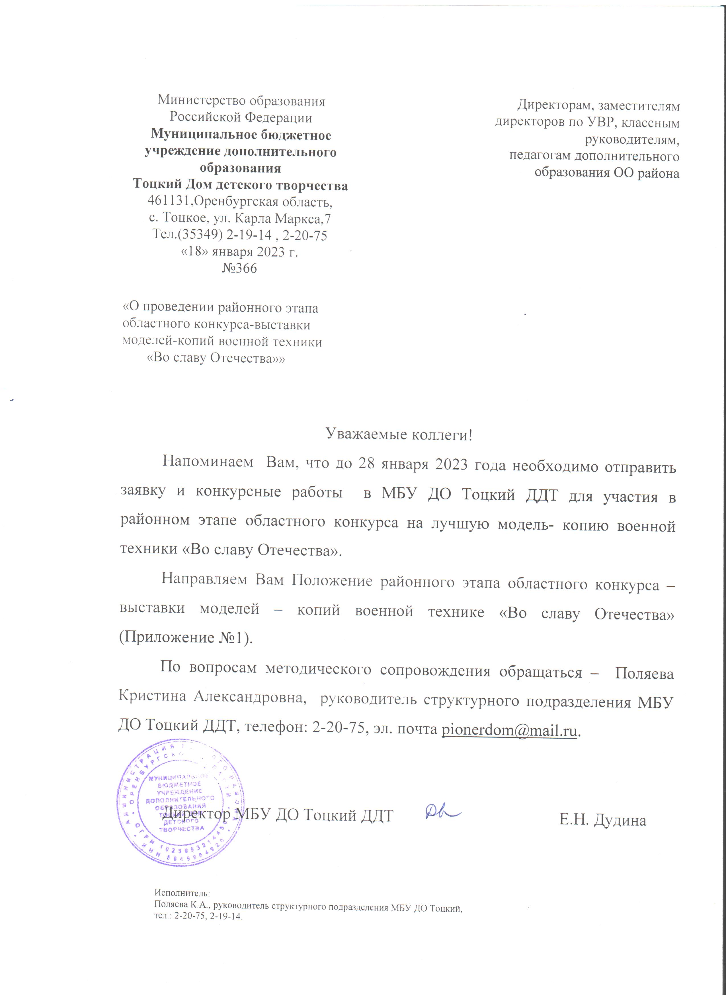 Министерство образования
Российской Федерации
Муниципальное бюджетное
учреждение дополнительного
образования
Тоцкий Дом детского творчества
461131,Оренбургская область,
с. Тоцкое, ул. Карла Маркса,7
Тел.(35349) 2-19-14 , 2-20-75
«18» января 2023 г.
№366
Директорам, заместителям
директоров по УВР, классным
руководителям,
педагогам дополнительного
образования ОО района
«О проведении районного этапа
областного конкурса-выставки
моделей-копий военной техники
«Во славу Отечества»»
Уважаемые коллеги!
Напоминаем Вам, что до 28 января 2023 года необходимо отправить
заявку и конкурсные работы в МБУ ДО Тоцкий ДДТ для участия в
районном этапе областного конкурса на лучшую модель- копию военной
техники «Во славу Отечества».
Направляем Вам Положение районного этапа областного конкурса –
выставки моделей – копий военной технике «Во славу Отечества»
(Приложение №1).
По вопросам методического сопровождения обращаться – Поляева
Кристина Александровна, руководитель структурного подразделения МБУ
ДО Тоцкий ДДТ, телефон: 2-20-75, эл. почта pionerdom@mail.ru.
АДМИНИСТРАЦИЯ РАЙОНА
МУНИЦИПАЛЬНОЕ
БЮДЖЕТНОЕ
УЧРЕЖДЕНИЕ
ДОПОЛНИТЕЛЬНОГО
ОБРАЗОВАНИЯ
ТОЦКИЙ ДОМ
ДЕТСКОГО
ТВОРЧЕСТВА
ОГРН 1025603214456
ИНН 5649004920
Директор МБУ ДО Тоцкий ДДТ
Е.Н. Дудина
Исполнитель:
Поляева К.А., руководитель структурного подразделения МБУ ДО Тоцкий,
тел.: 2-20-75, 2-19-14.